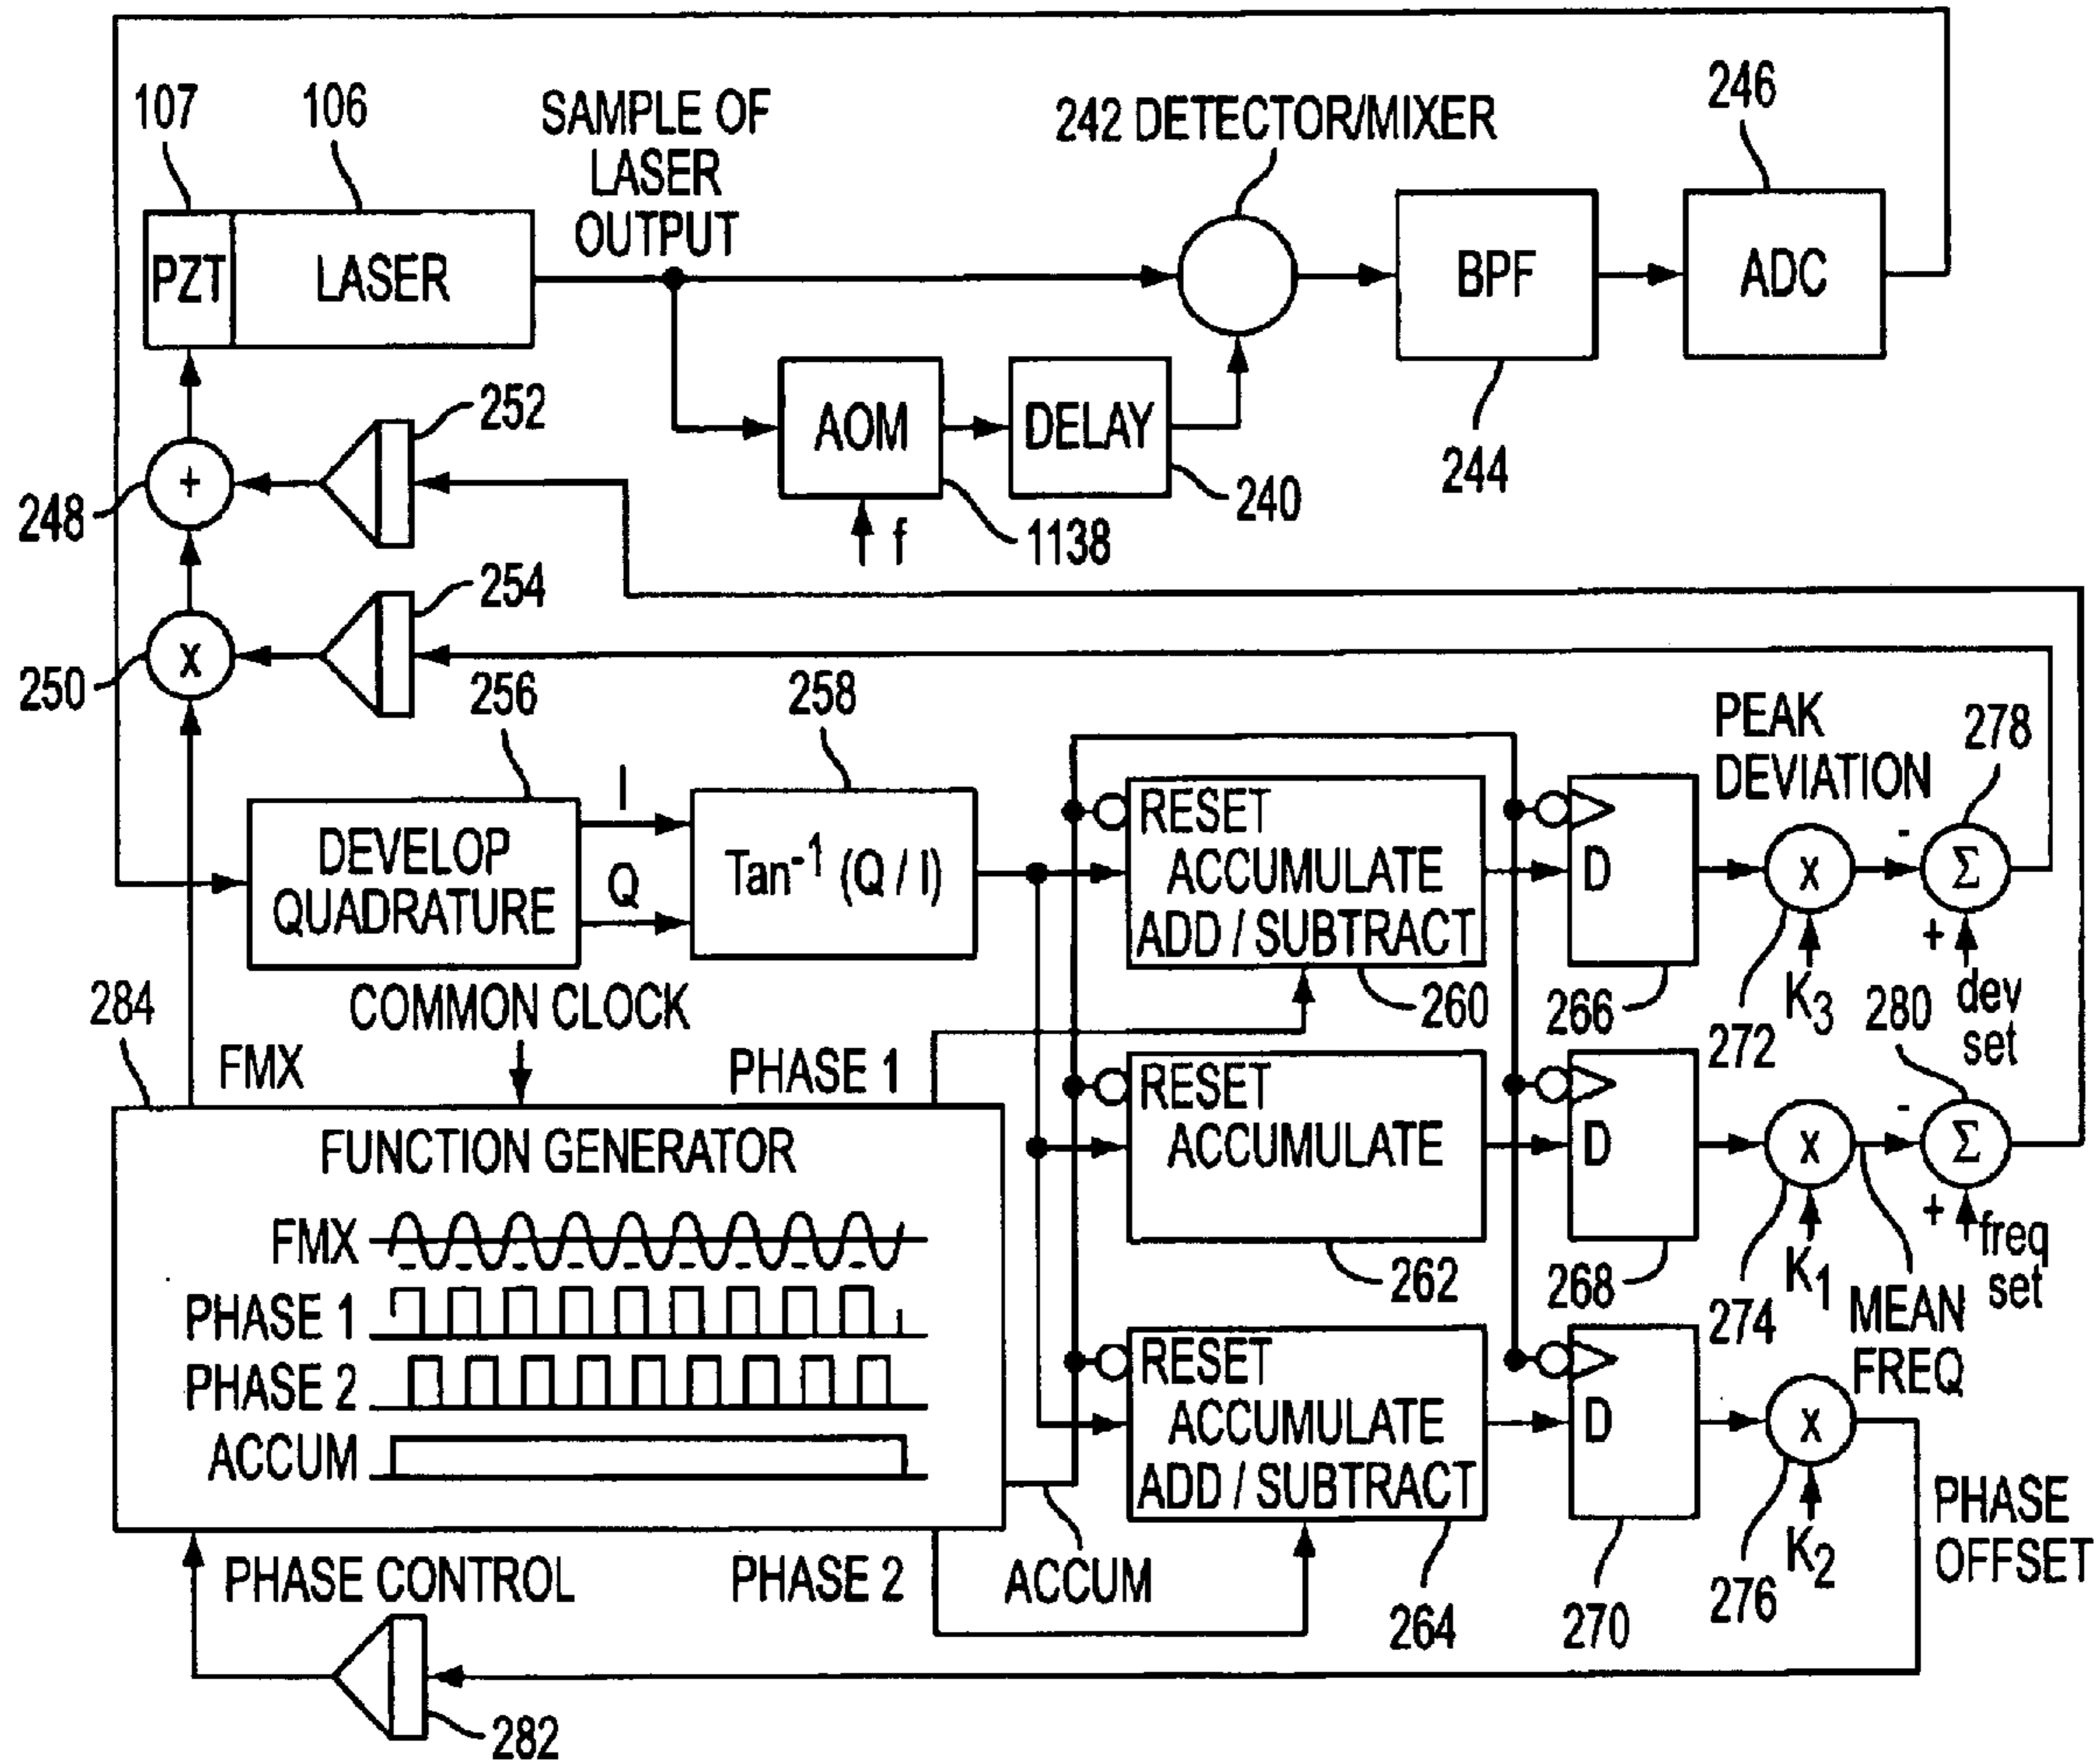 107
106
SAMPLE OF
LASER
OUTPUT
242 DETECTOR/MIXER
246
PZT
LASER
BPF
ADC
252
AOM
DELAY
244
248
+
240
f
1138
254
250
X
256
258
PEAK
DEVIATION
278
I
Q
DEVELOP
QUADRATURE
Tan⁻¹ (Q / I)
RESET
ACCUMULATE
ADD / SUBTRACT
D
X
-
Σ
+
284
COMMON CLOCK
260
266
272
K₃
280
dev
set
FMX
PHASE 1
RESET
ACCUMULATE
D
X
-
Σ
+
FUNCTION GENERATOR
FMX
PHASE 1
PHASE 2
ACCUM
262
268
274
K₁
MEAN
FREQ
freq
set
RESET
ACCUMULATE
ADD / SUBTRACT
D
X
PHASE CONTROL
PHASE 2
ACCUM
264
270
276
K₂
PHASE
OFFSET
282